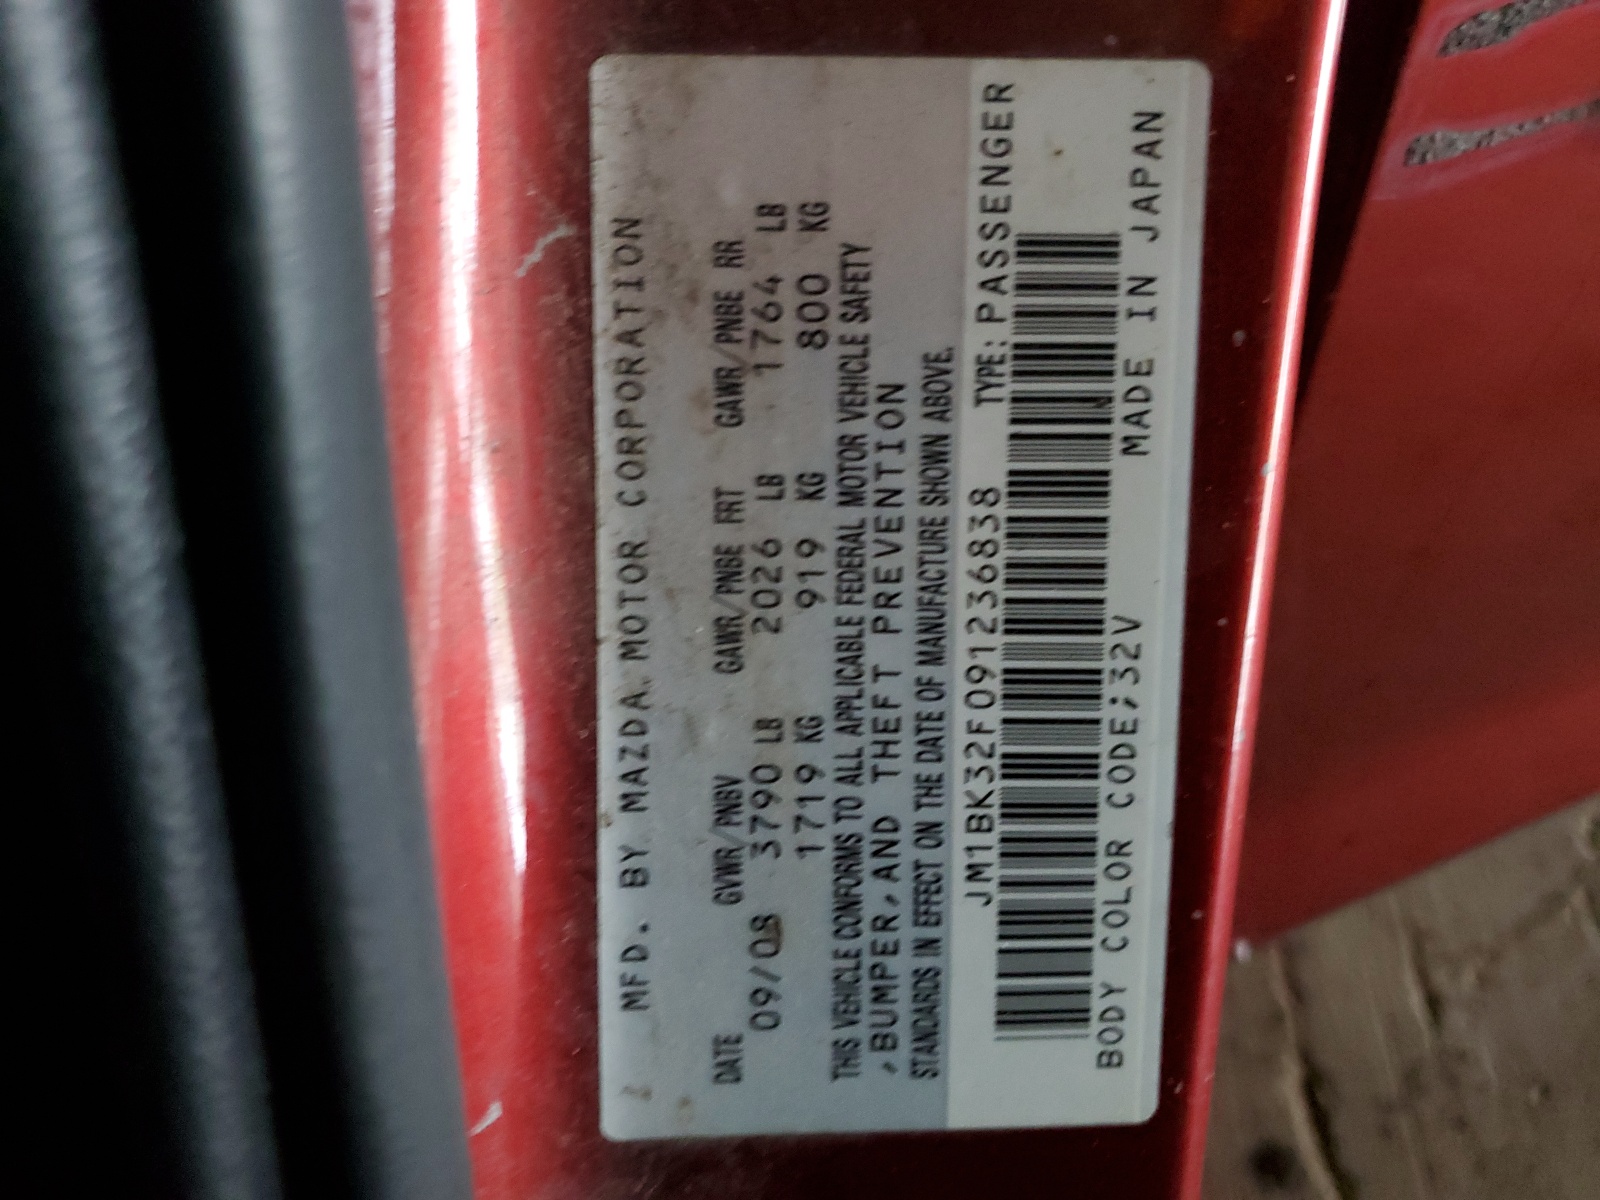 MFD. BY MAZDA MOTOR CORPORATION
DATE GVWR/PNBV GAWR/PNBE FRT GAWR/PNBE RR
09/08 3790 LB 2026 LB 1764 LB
1719 KG 919 KG 800 KG
THIS VEHICLE CONFORMS TO ALL APPLICABLE FEDERAL MOTOR VEHICLE SAFETY
,BUMPER,AND THEFT PREVENTION
STANDARDS IN EFFECT ON THE DATE OF MANUFACTURE SHOWN ABOVE.
JM1BK32F091236838 TYPE: PASSENGER
BODY COLOR CODE;32V MADE IN JAPAN